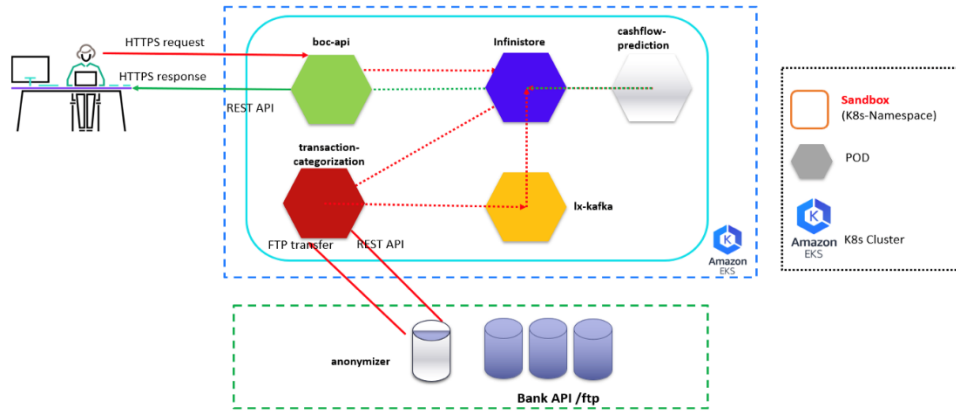 HTTPS request
HTTPS response
REST API
boc-api
Infinistore
cashflow-
prediction
transaction-
categorization
lx-kafka
FTP transfer
REST API
Amazon
EKS
anonymizer
Bank API /ftp
Sandbox
(K8s-Namespace)
POD
K
Amazon
EKS
K8s Cluster